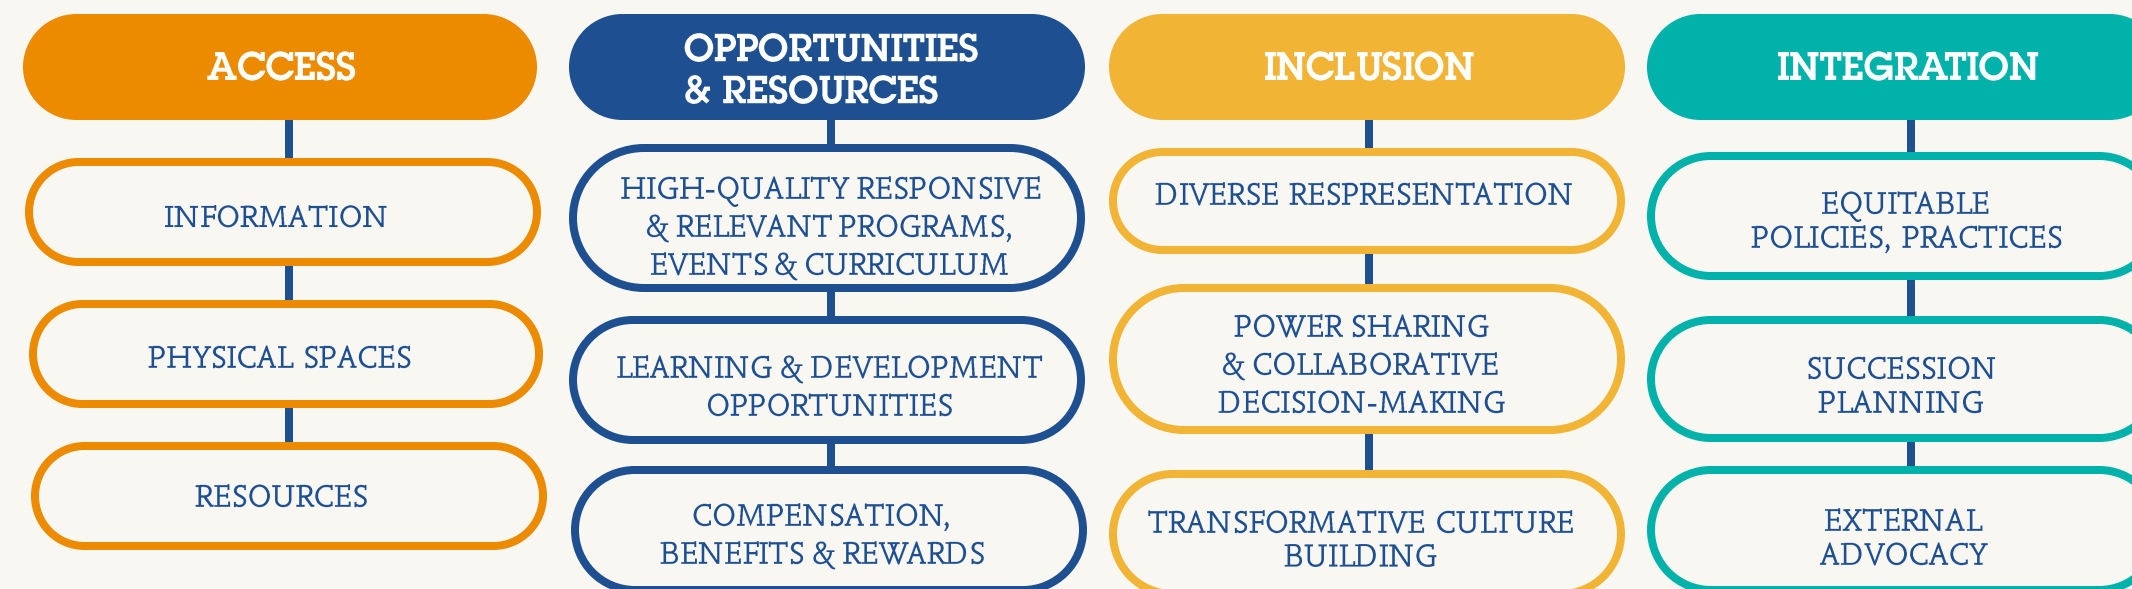 ACCESS
INFORMATION
PHYSICAL SPACES
RESOURCES
OPPORTUNITIES
& RESOURCES
HIGH-QUALITY RESPONSIVE
& RELEVANT PROGRAMS,
EVENTS & CURRICULUM
LEARNING & DEVELOPMENT
OPPORTUNITIES
COMPENSATION,
BENEFITS & REWARDS
INCLUSION
DIVERSE RESPRESENTATION
POWER SHARING
& COLLABORATIVE
DECISION-MAKING
TRANSFORMATIVE CULTURE
BUILDING
INTEGRATION
EQUITABLE
POLICIES, PRACTICES
SUCCESSION
PLANNING
EXTERNAL
ADVOCACY